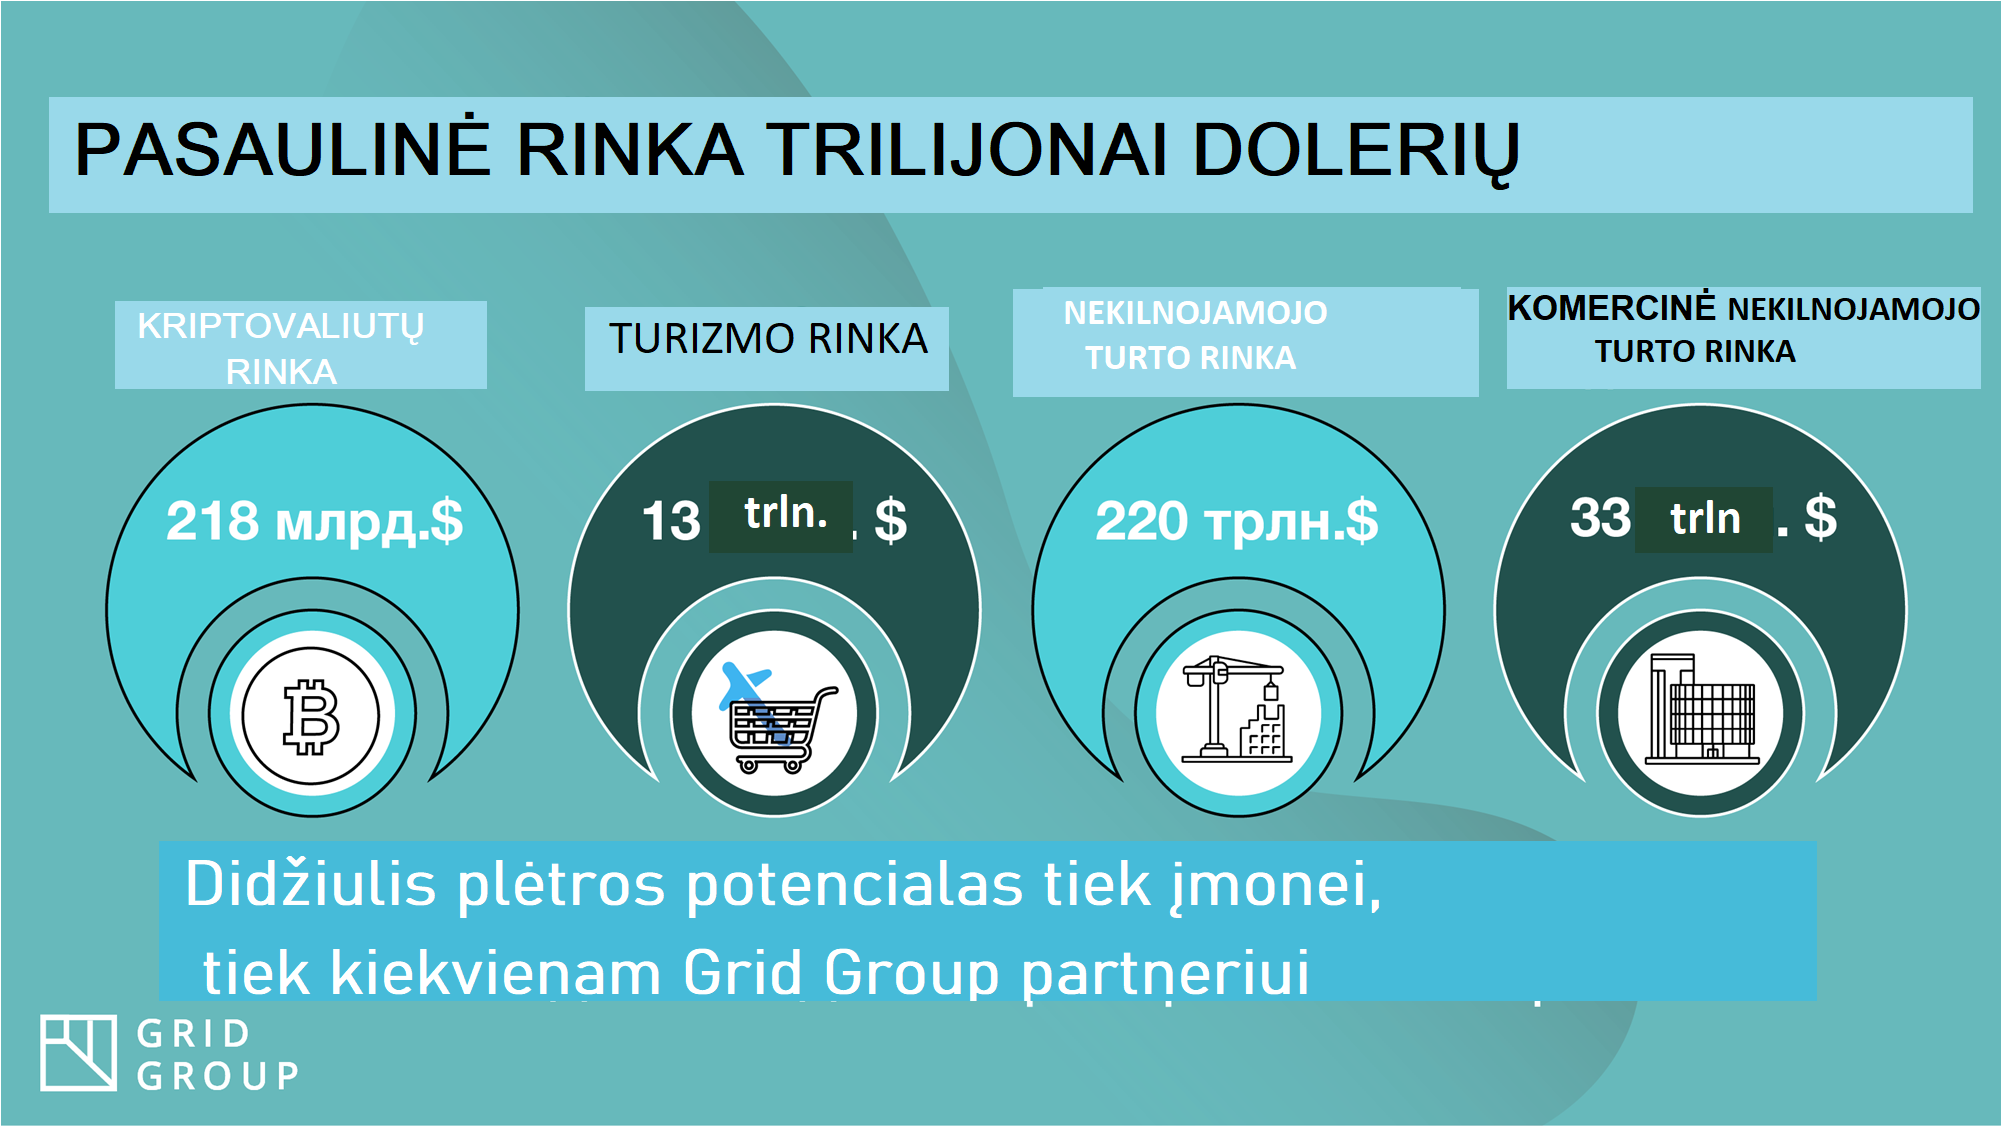 PASAULINĖ RINKA TRILIJONAI DOLERIŲ
KRIPTOVALIUTŲ
RINKA
TURIZMO RINKA
NEKILNOJAMOJO
TURTO RINKA
KOMERCINĖ NEKILNOJAMOJO
TURTO RINKA
218 млрд.$
13 trln. . $
220 трлн.$
33 trln . $
Didžiulis plėtros potencialas tiek įmonei,
tiek kiekvienam Grid Group partneriui
GRID
GROUP